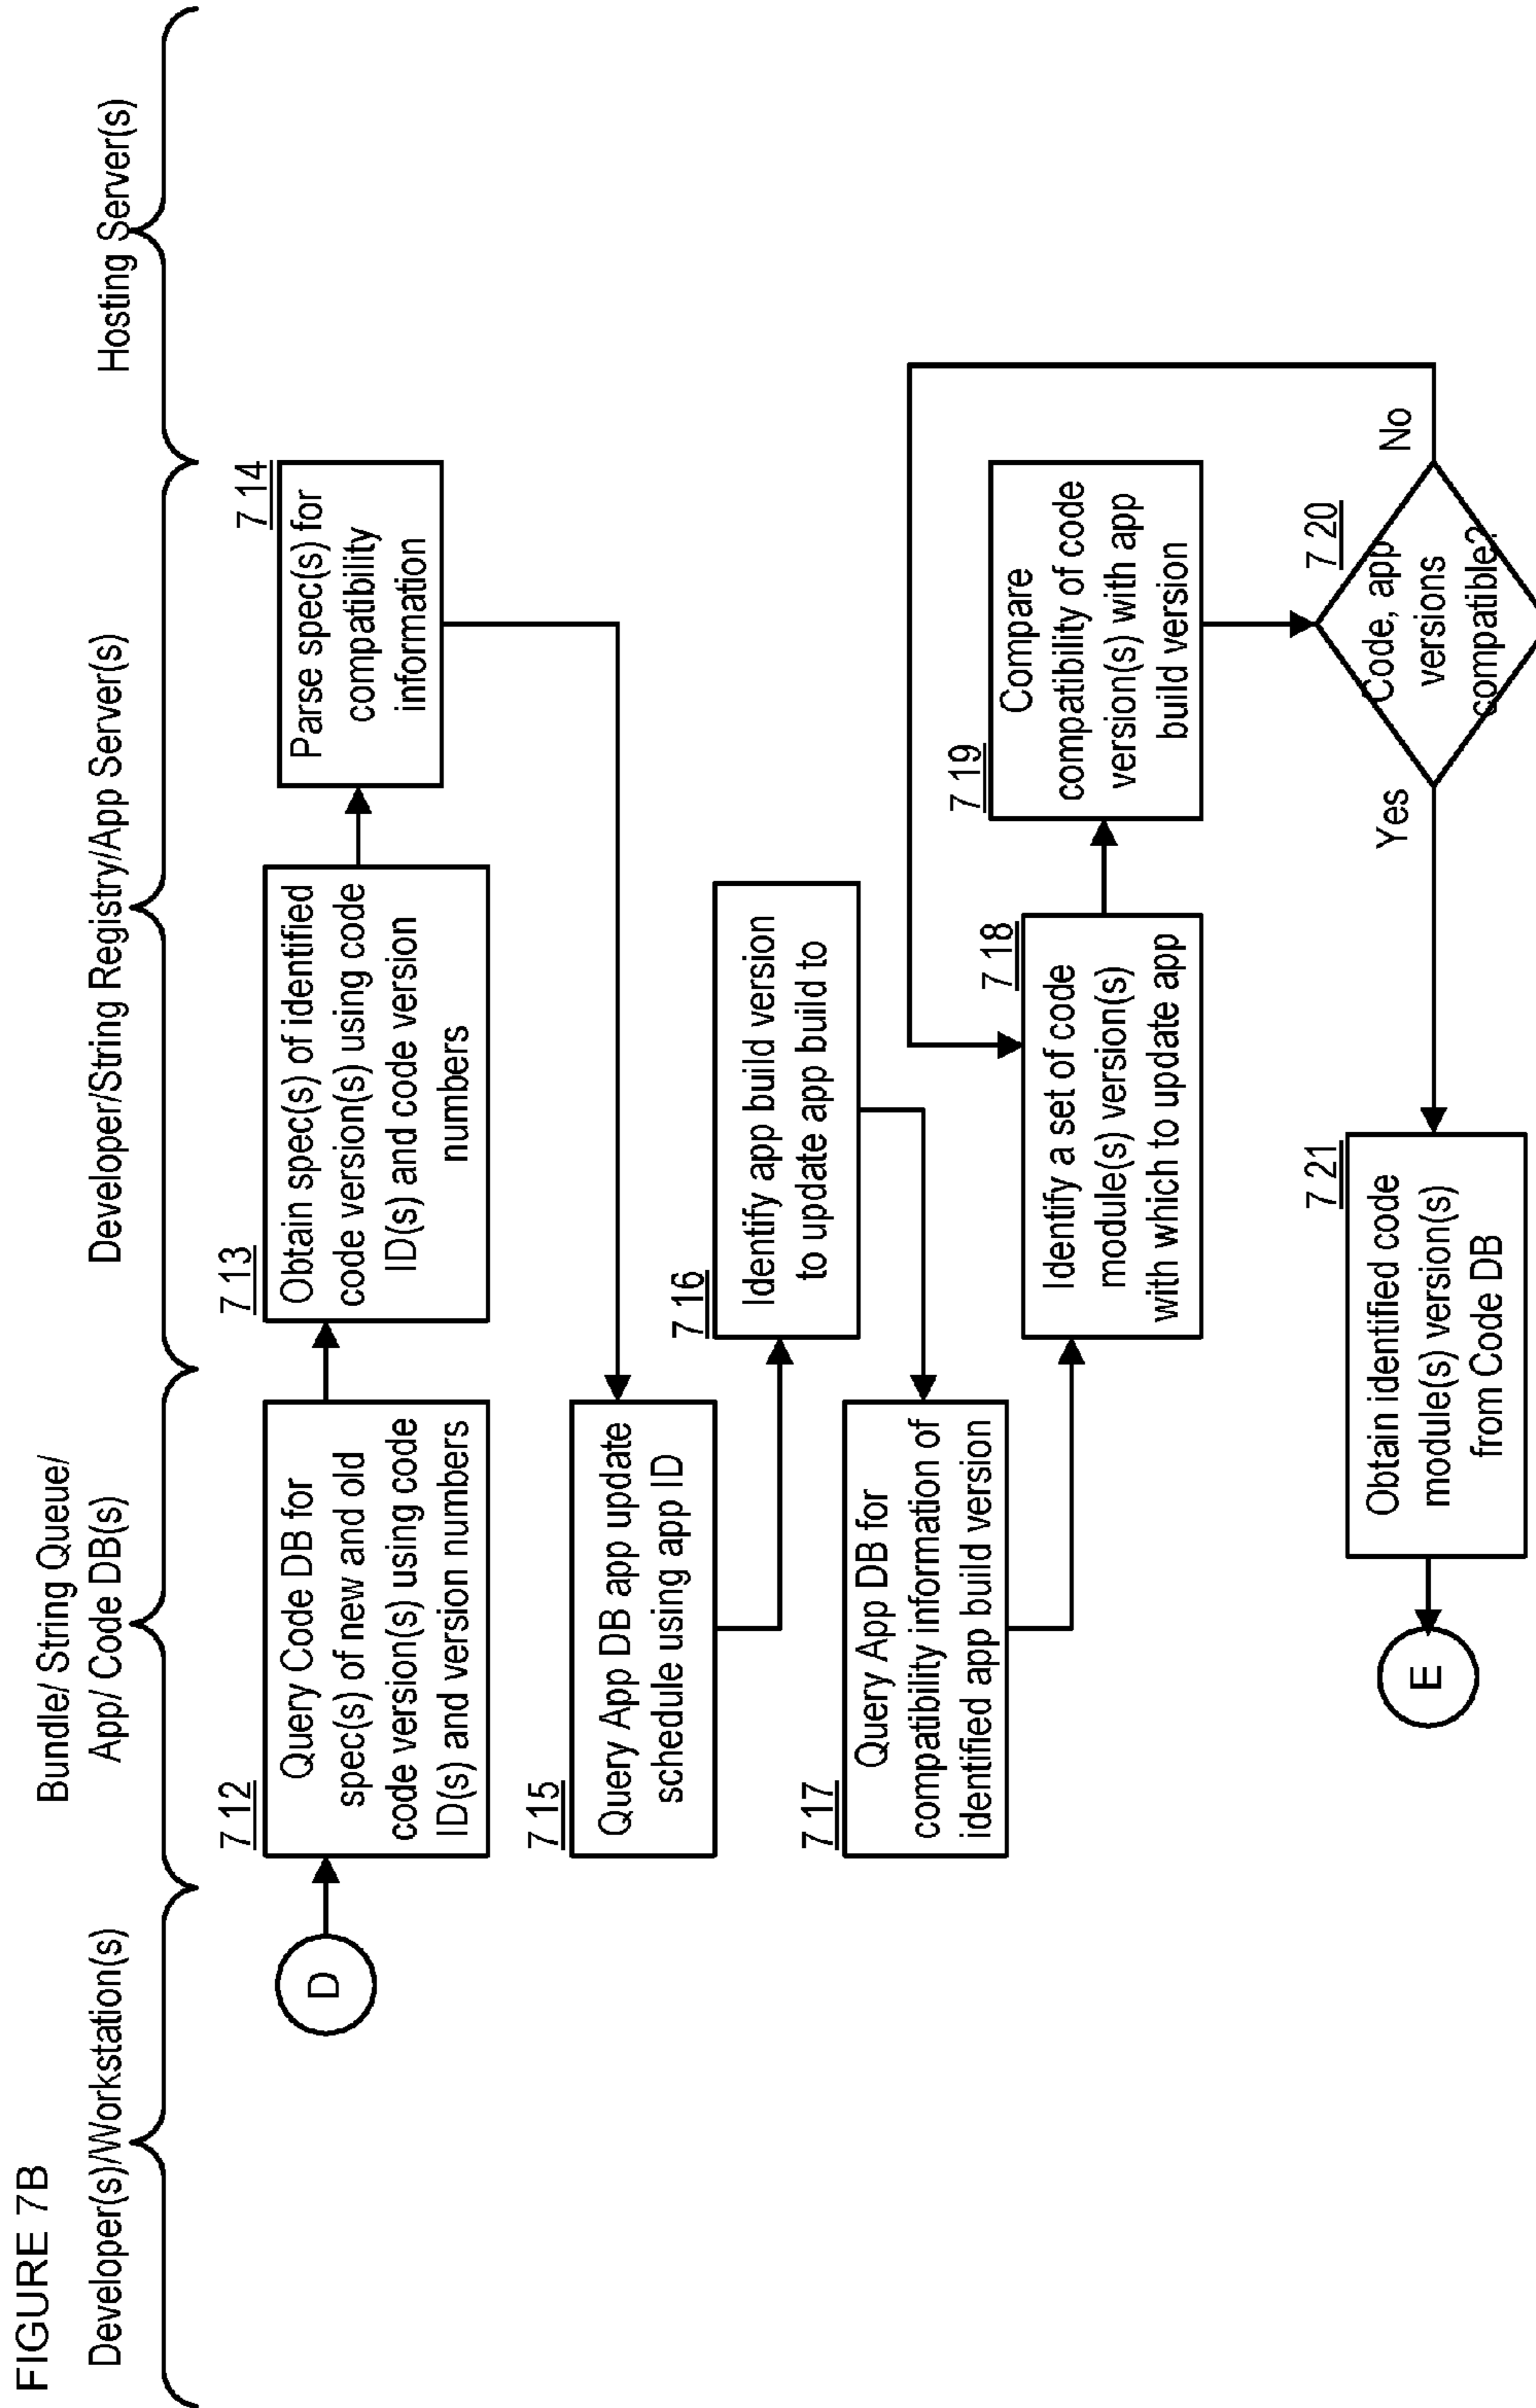 FIGURE 7B
Developer(s)/Workstation(s)
Bundle/ String Queue/
App/ Code DB(s)
Developer/String Registry/App Server(s)
Hosting Server(s)
D
7 12
Query Code DB for
spec(s) of new and old
code version(s) using code
ID(s) and version numbers
7 13
Obtain spec(s) of identified
code version(s) using code
ID(s) and code version
numbers
7 14
Parse spec(s) for
compatibility
information
7 15
Query App DB app update
schedule using app ID
7 16
Identify app build version
to update app build to
7 17
Query App DB for
compatibility information of
identified app build version
7 18
Identify a set of code
module(s) version(s)
with which to update app
7 19
Compare
compatibility of code
version(s) with app
build version
7 20
Code, app
versions
compatible?
No
Yes
7 21
Obtain identified code
module(s) version(s)
from Code DB
E